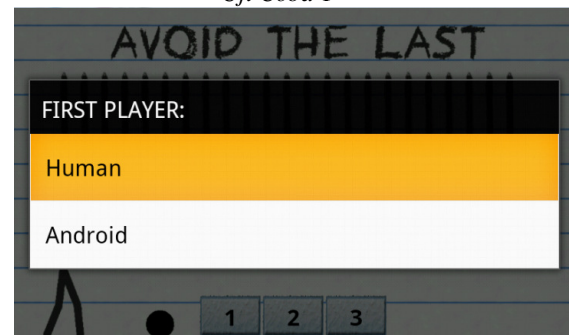 AVOID THE LAST
FIRST PLAYER:
Human
Android
1 2 3